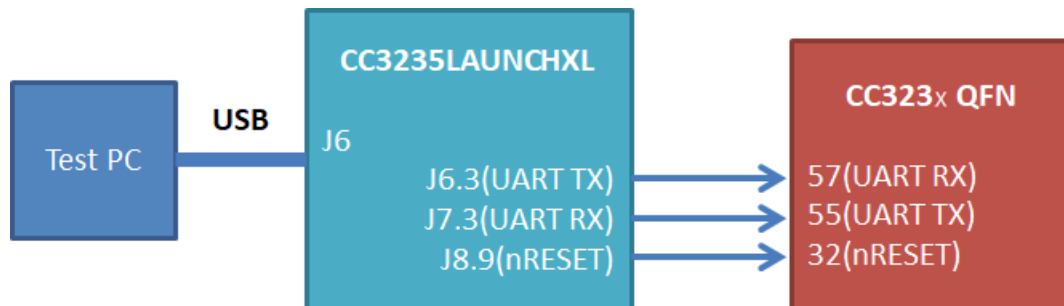 Test PC
USB
CC3235LAUNCHXL
J6
J6.3(UART TX)
J7.3(UART RX)
J8.9(nRESET)
CC323x QFN
57(UART RX)
55(UART TX)
32(nRESET)